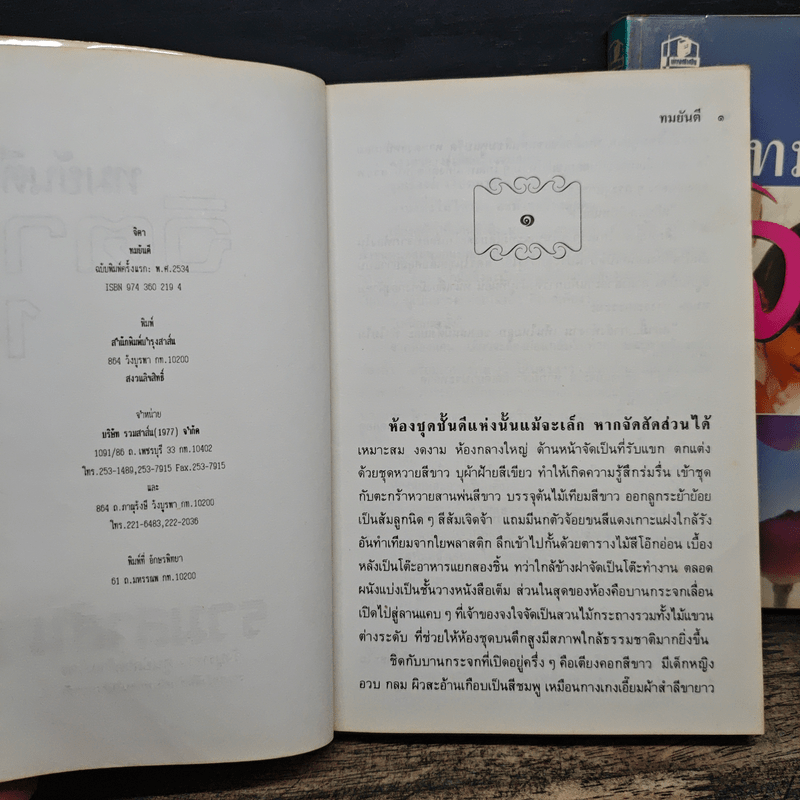 จิตา
ทมยันตี
ฉบับพิมพ์ครั้งแรก: พ.ศ.2534
ISBN 974 360 219 4
พิมพ์
สำนักพิมพ์บำรุงสาส์น
864 วังบูรพา กท.10200
สงวนลิขสิทธิ์
จำหน่าย
บริษัท รวมสาส์น(1977) จำกัด
1091/86 ถ.เพชรบุรี 33 กท.10402
โทร.253-1489,253-7915 Fax.253-7915
และ
864 ถ.ภาณุรังษี วังบูรพา กท.10200
โทร.221-6483,222-2036
พิมพ์ที่ อักษรพิทยา
61 ถ.มหรรณพ กท.10200
ทมยันตี ๑
๑
ห้องชุดชั้นดีแห่งนั้นแม้จะเล็ก หากจัดสัดส่วนได้
เหมาะสม งดงาม ห้องกลางใหญ่ ด้านหน้าจัดเป็นที่รับแขก ตกแต่ง
ด้วยชุดหวายสีขาว บุผ้าฝ้ายสีเขียว ทำให้เกิดความรู้สึกร่มรื่น เข้าชุด
กับตะกร้าหวายสานพ่นสีขาว บรรจุต้นไม้เทียมสีขาว ออกลูกระย้าย้อย
เป็นส้มลูกนิด ๆ สีส้มเจิดจ้า แถมมีนกตัวจ้อยขนสีแดงเกาะแฝงใกล้รัง
อันทำเทียมจากใยพลาสติก ลึกเข้าไปกั้นด้วยตารางไม้สีโอ๊กอ่อน เบื้อง
หลังเป็นโต๊ะอาหารแยกสองชิ้น ทว่าใกล้ข้างฝาจัดเป็นโต๊ะทำงาน ตลอด
ผนังแบ่งเป็นชั้นวางหนังสือเต็ม ส่วนในสุดของห้องคือบานกระจกเลื่อน
เปิดไปสู่ลานแคบ ๆ ที่เจ้าของจงใจจัดเป็นสวนไม้กระถางรวมทั้งไม้แขวน
ต่างระดับ ที่ช่วยให้ห้องชุดบนตึกสูงมีสภาพใกล้ธรรมชาติมากยิ่งขึ้น
ชิดกับบานกระจกที่เปิดอยู่ครึ่ง ๆ คือเตียงคอกสีขาว มีเด็กหญิง
อวบ กลม ผิวสะอ้านเกือบเป็นสีชมพู เหมือนกางเกงเอี๊ยมผ้าสำลีขายาว